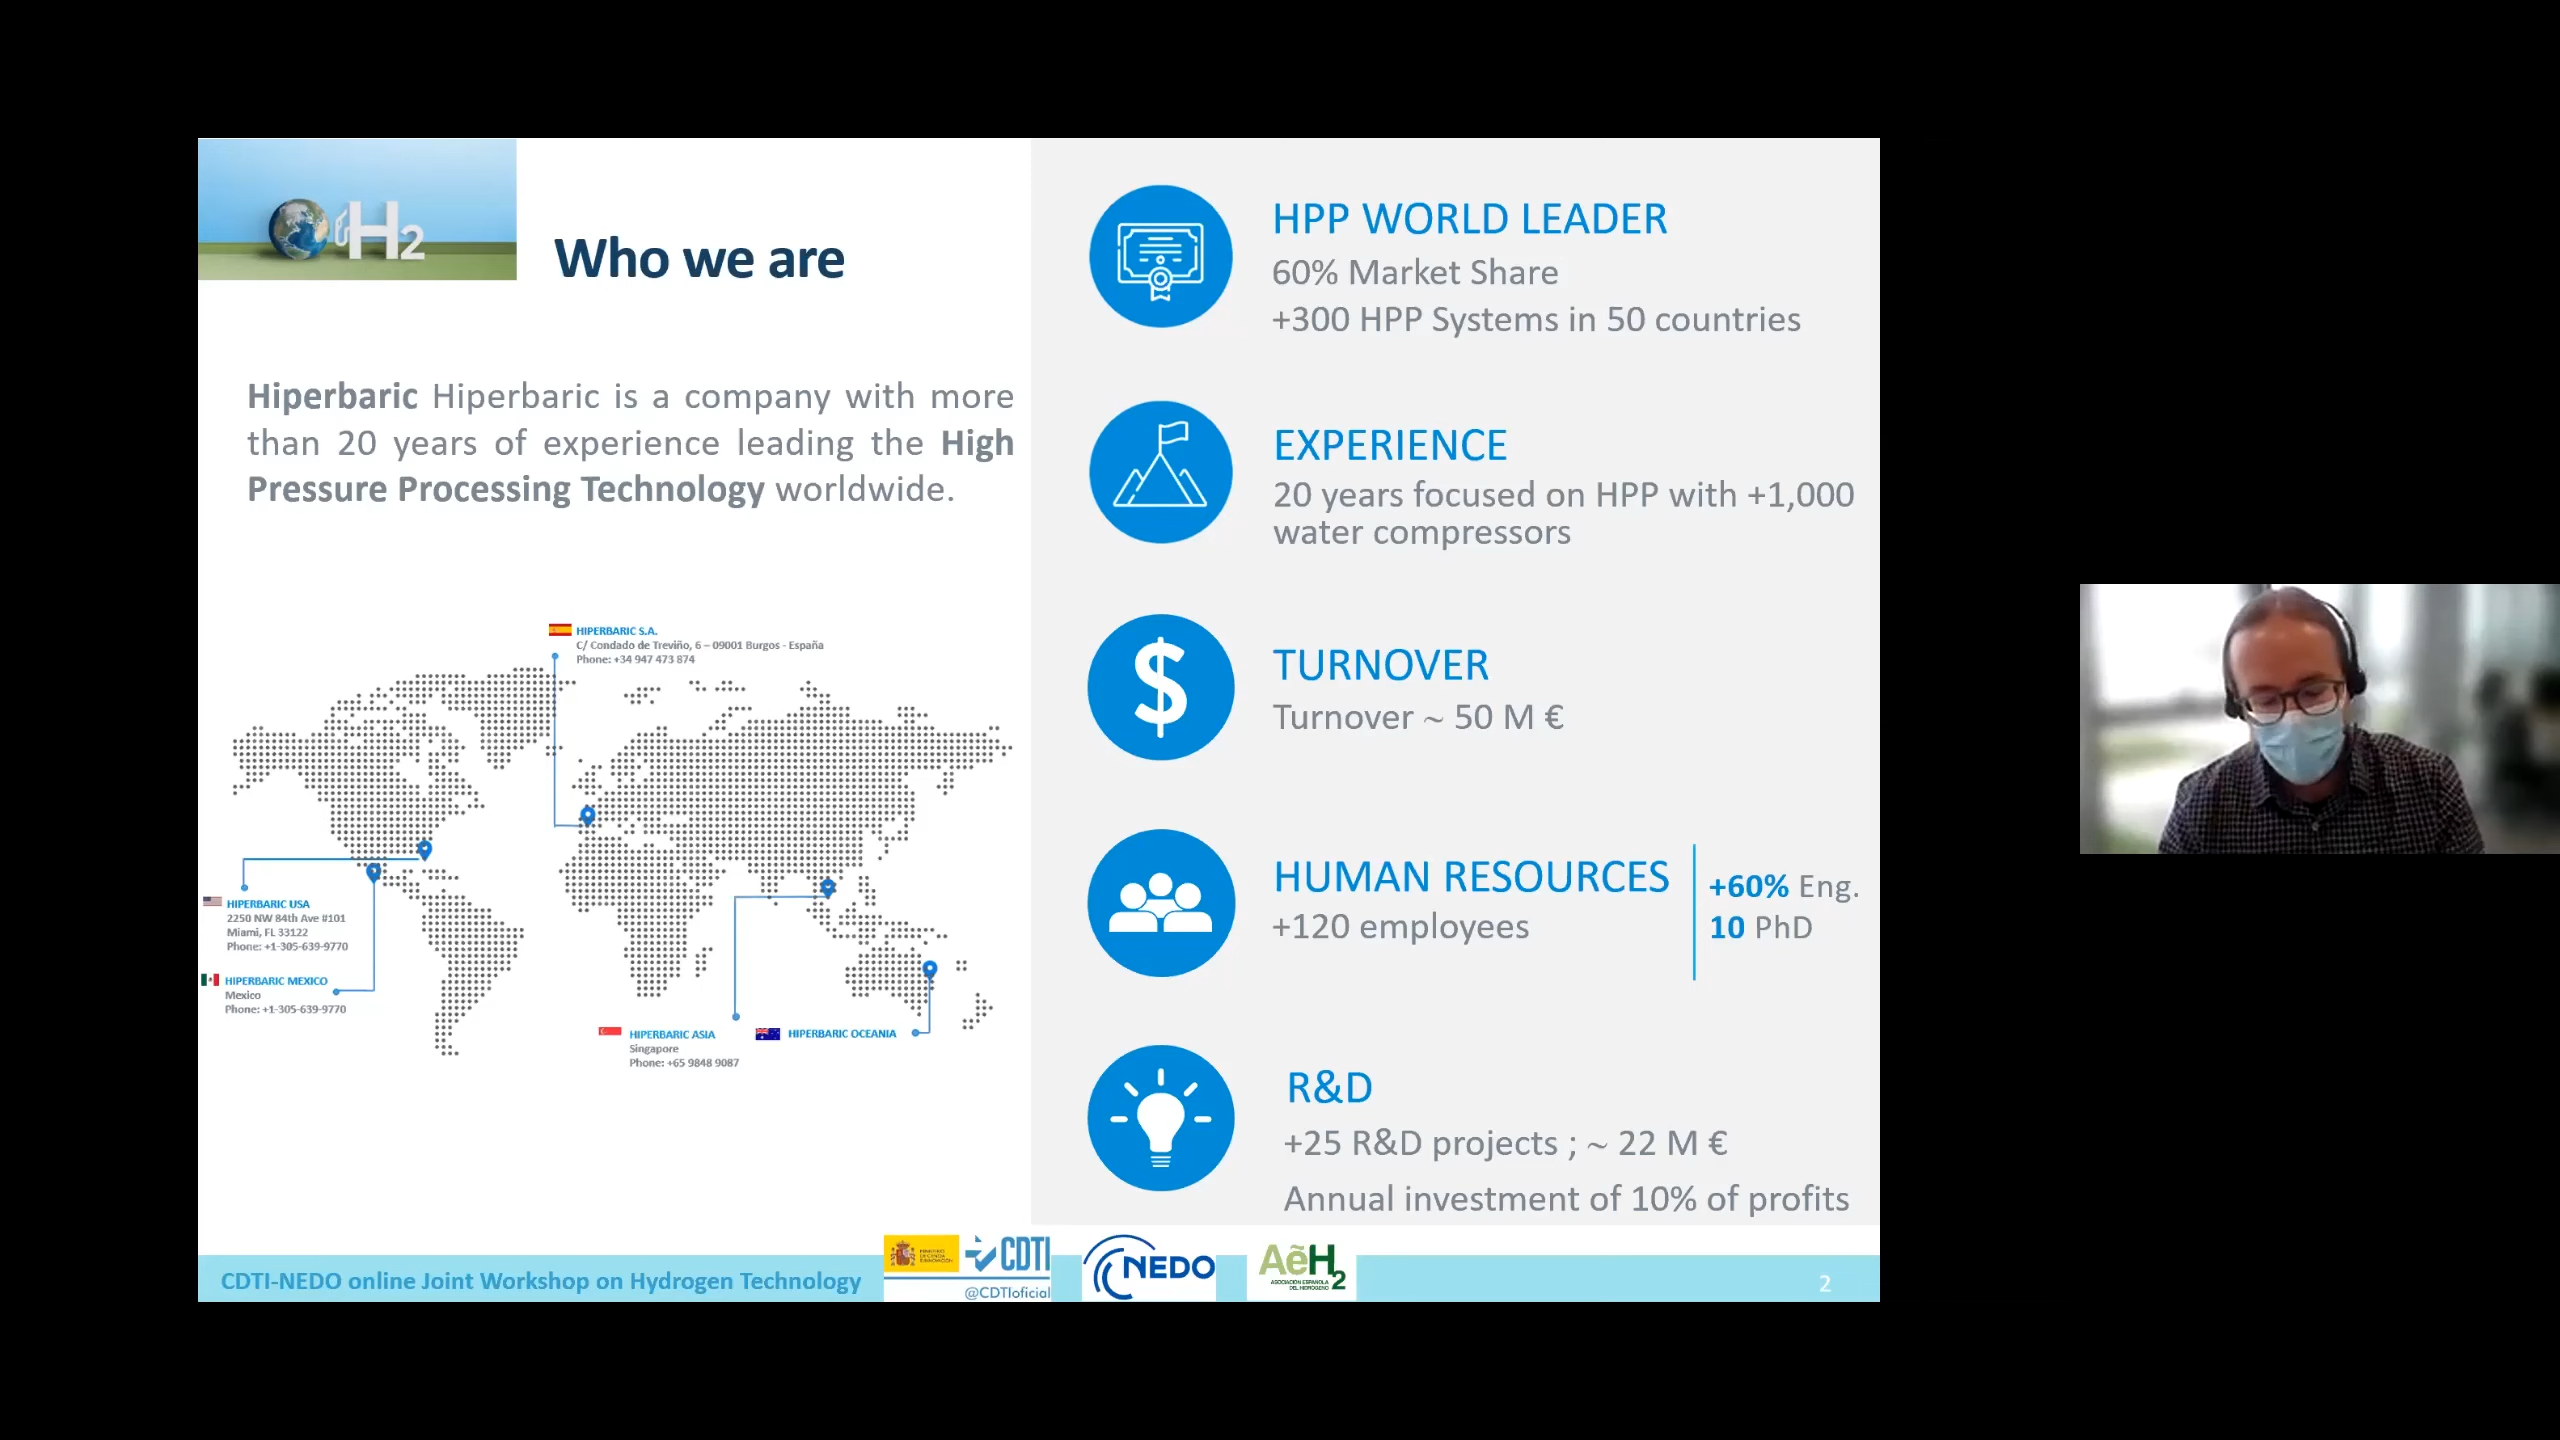 H2
Who we are
Hiperbaric Hiperbaric is a company with more
than 20 years of experience leading the High
Pressure Processing Technology worldwide.
HIPERBARIC S.A.
C/ Condado de Treviño, 6 – 09001 Burgos - España
Phone: +34 947 473 874
HIPERBARIC USA
2250 NW 84th Ave #101
Miami, FL 33122
Phone: +1-305-639-9770
HIPERBARIC MEXICO
Mexico
Phone: +1-305-639-9770
HIPERBARIC ASIA
Singapore
Phone: +65 9848 9087
HIPERBARIC OCEANIA
HPP WORLD LEADER
60% Market Share
+300 HPP Systems in 50 countries
EXPERIENCE
20 years focused on HPP with +1,000
water compressors
$
TURNOVER
Turnover ~ 50 M €
HUMAN RESOURCES
+120 employees
+60% Eng.
10 PhD
R&D
+25 R&D projects ; ~ 22 M €
Annual investment of 10% of profits
CDTI-NEDO online Joint Workshop on Hydrogen Technology
CDTI
@CDTIoficial
NEDO
AeH2
ASOCIACIÓN ESPAÑOLA
DEL HIDRÓGENO
2